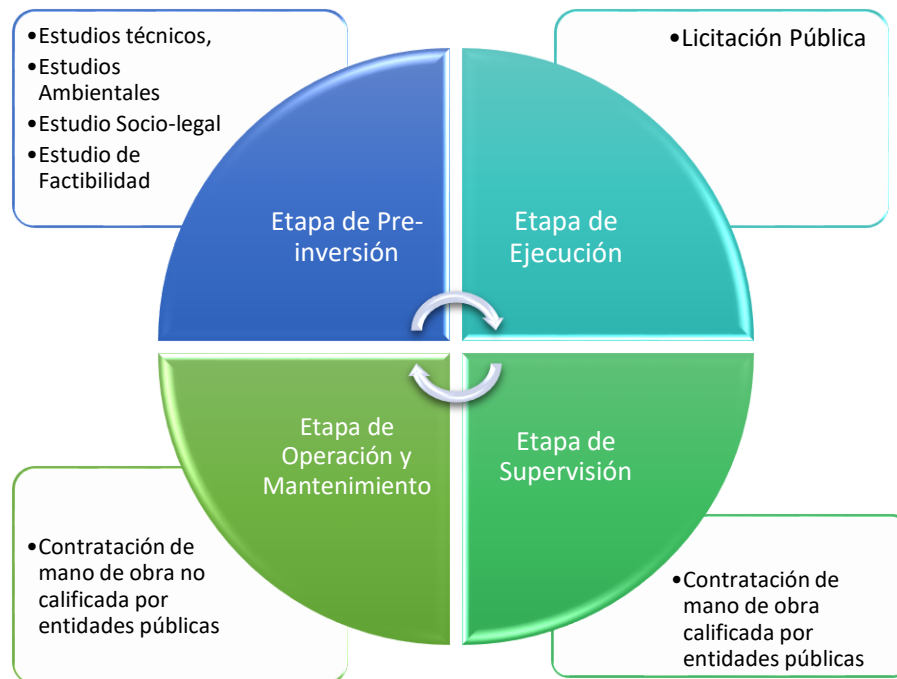 •Estudios técnicos,
•Estudios
Ambientales
•Estudio Socio-legal
•Estudio de
Factibilidad
•Licitación Pública
Etapa de Pre-
inversión
Etapa de
Ejecución
Etapa de
Operación y
Mantenimiento
Etapa de
Supervisión
•Contratación de
mano de obra no
calificada por
entidades públicas
•Contratación de
mano de obra
calificada por
entidades públicas